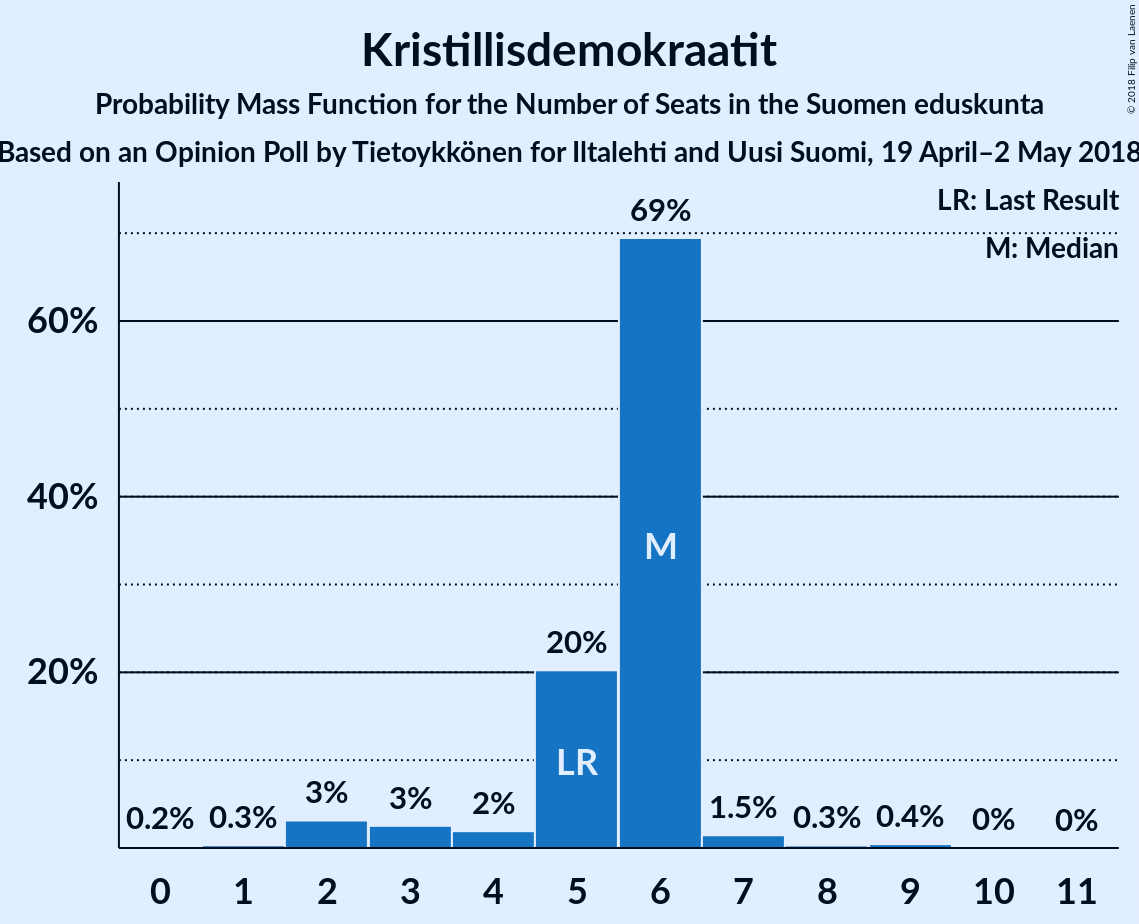 Kristillisdemokraatit
Probability Mass Function for the Number of Seats in the Suomen eduskunta
Based on an Opinion Poll by Tietoykkönen for Iltalehti and Uusi Suomi, 19 April–2 May 2018
© 2018 Filip van Laenen
LR: Last Result
M: Median
60%
40%
20%
0.2%
0.3%
3%
3%
2%
20%
69%
1.5%
0.3%
0.4%
0%
0%
LR
M
0 1 2 3 4 5 6 7 8 9 10 11